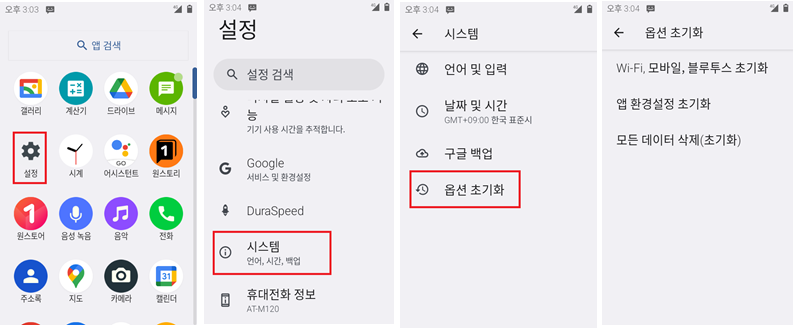 오후 3:03
앱 검색
갤러리
계산기
드라이브
메시지
설정
시계
GO
어시스턴트
1
원스토리
1
원스토어
음성 녹음
음악
전화
주소록
지도
카메라
31
캘린더
오후 3:04
설정
설정 검색
능
기기 사용 시간을 추적합니다.
G
Google
서비스 및 환경설정
DuraSpeed
시스템
언어, 시간, 백업
휴대전화 정보
AT-M120
오후 3:04
시스템
언어 및 입력
날짜 및 시간
GMT+09:00 한국 표준시
구글 백업
옵션 초기화
오후 3:04
옵션 초기화
Wi-Fi, 모바일, 블루투스 초기화
앱 환경설정 초기화
모든 데이터 삭제(초기화)